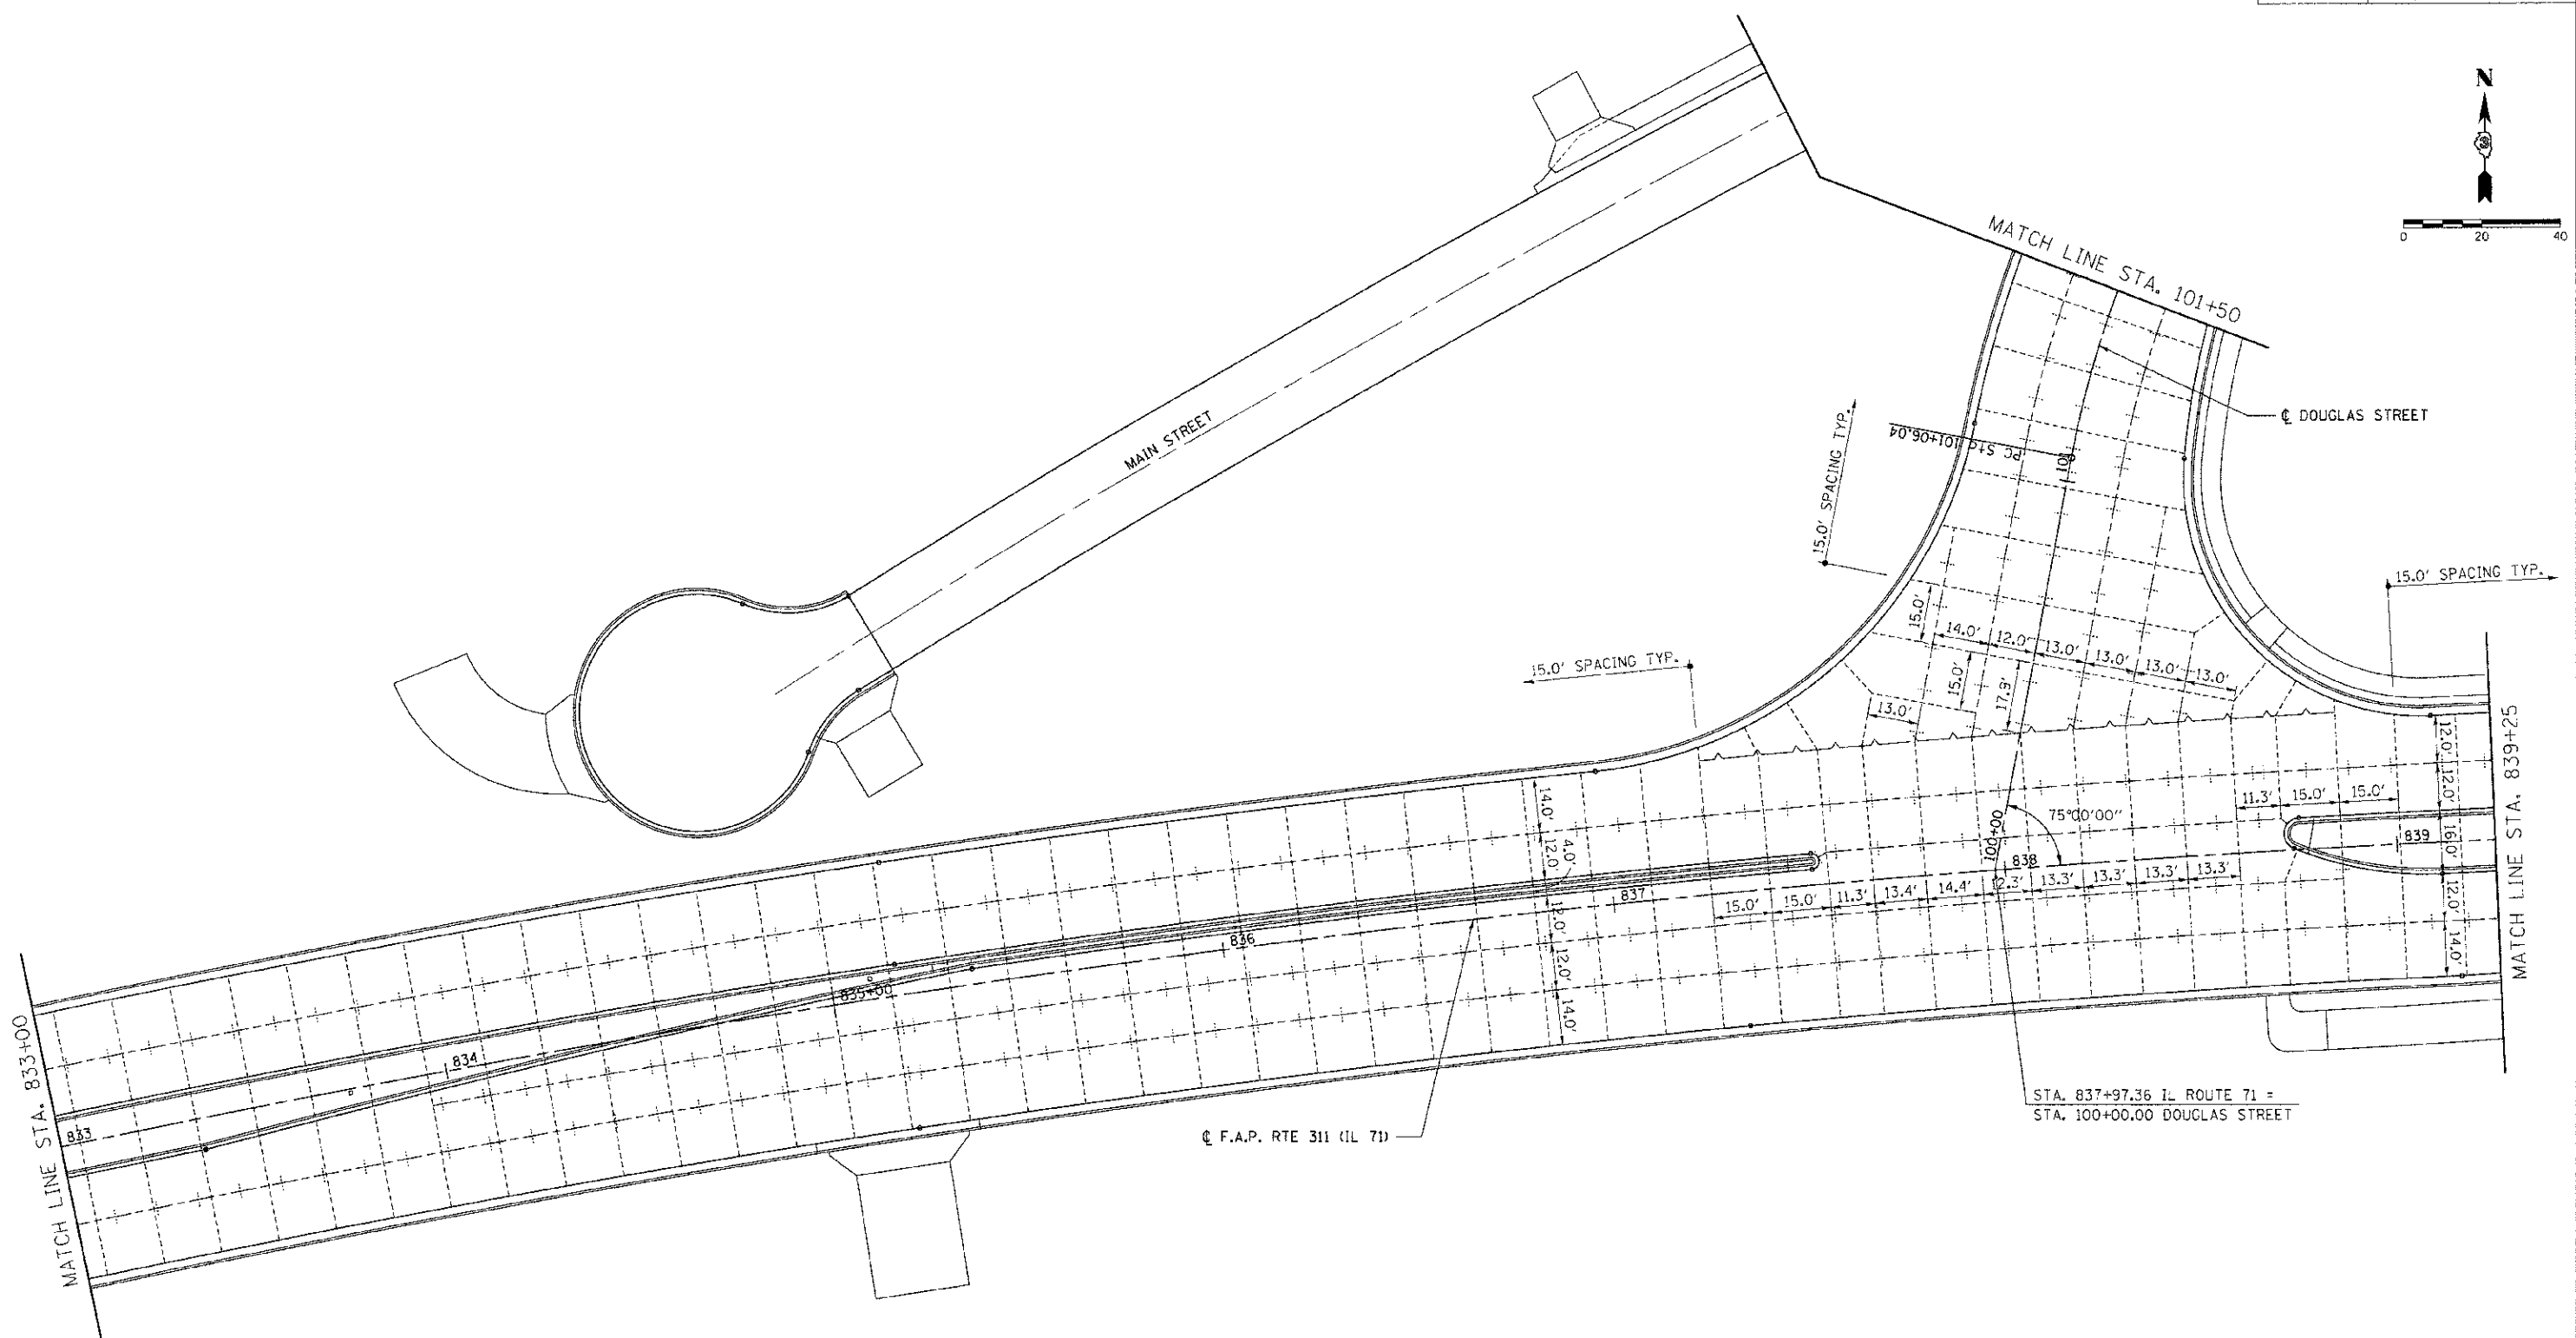 N
0 20 40
MATCH LINE STA. 101+50
℄ DOUGLAS STREET
MAIN STREET
15.0' SPACING TYP.
PC Sta 101+06.04
101
15.0' SPACING TYP.
15.0' SPACING TYP.
15.0'
14.0' 12.0' 13.0' 13.0' 13.0' 13.0'
15.0'
17.6'
13.0'
12.0'
12.0'
16.0'
12.0'
14.0'
MATCH LINE STA. 839+25
11.3' 15.0' 15.0'
75°00'00"
100+00
839
838
837
836
835+00
834
833
14.0'
12.0'
4.0'
12.0'
12.0'
14.0'
15.0' 15.0' 11.3' 13.4' 14.4' 12.3' 13.3' 13.3' 13.3' 13.3'
MATCH LINE STA. 833+00
℄ F.A.P. RTE 311 (IL 71)
STA. 837+97.36 IL ROUTE 71 =
STA. 100+00.00 DOUGLAS STREET